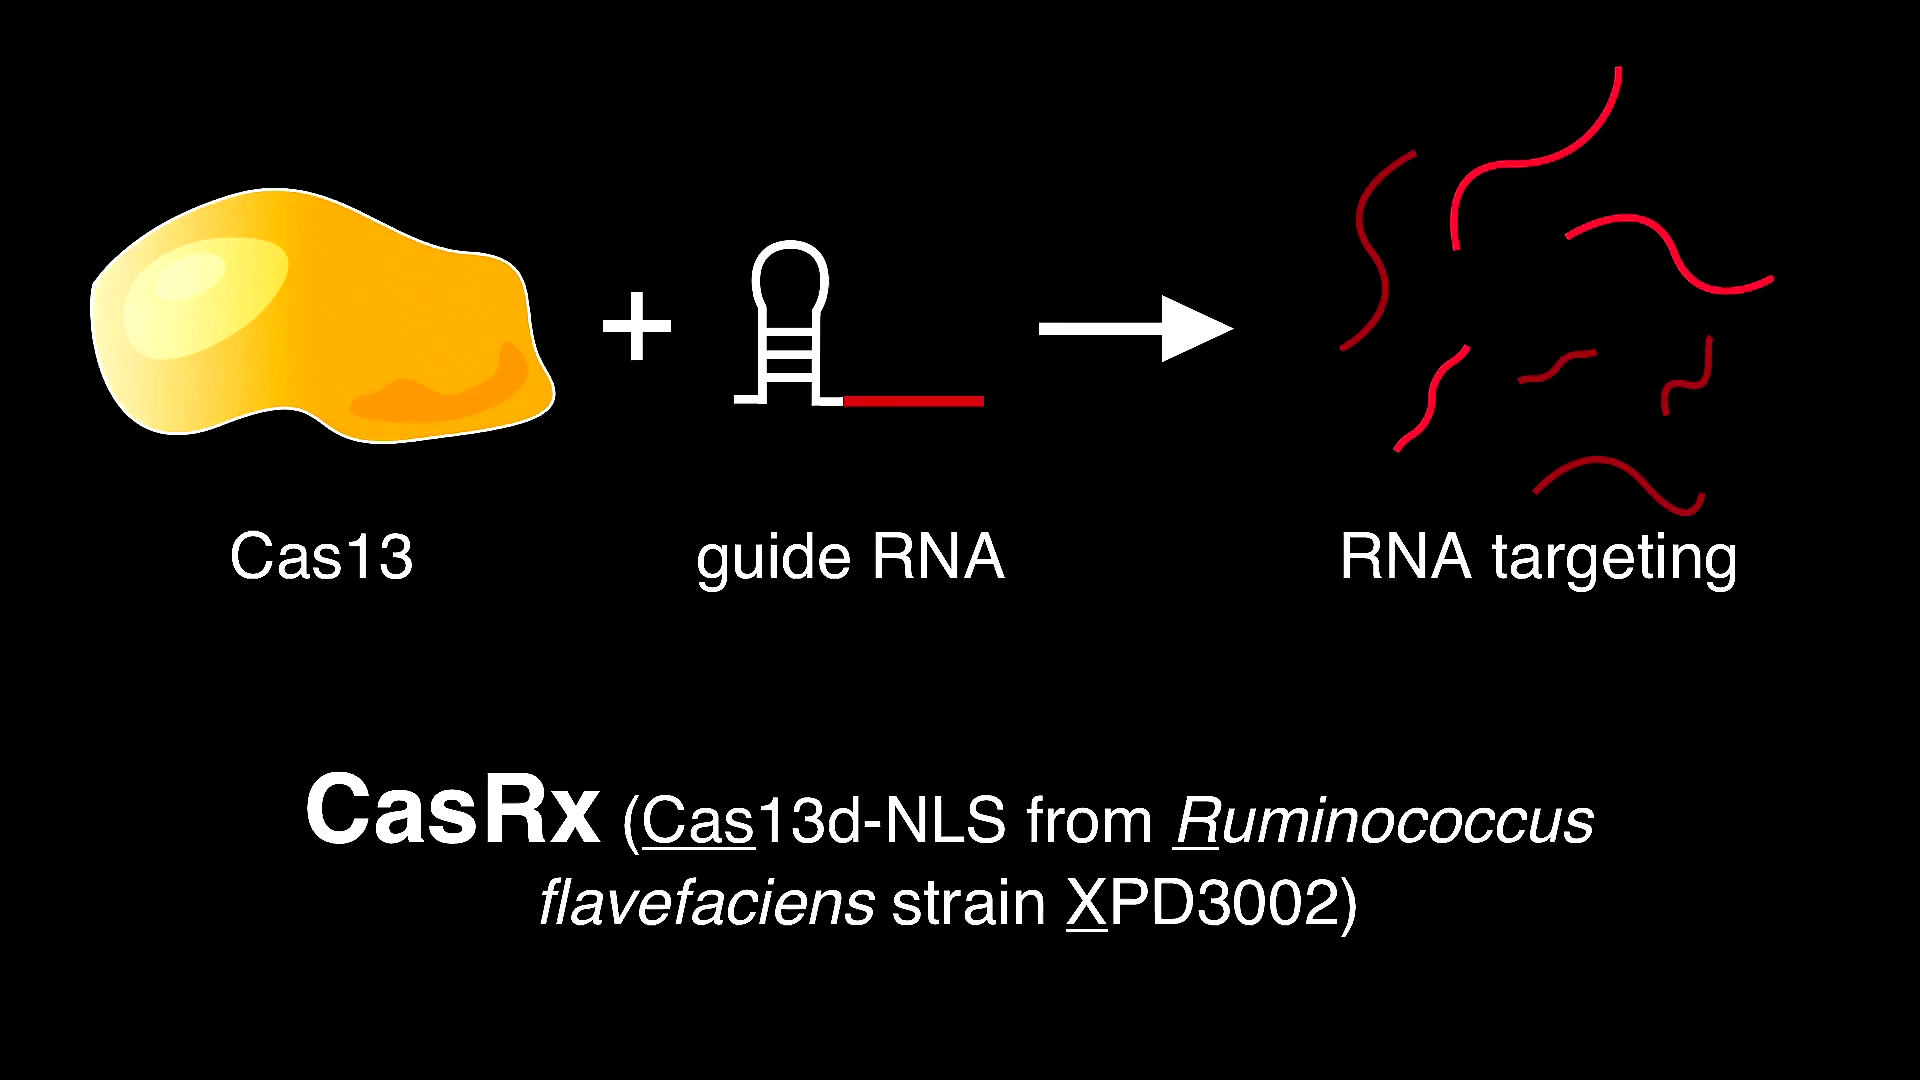 Cas13
guide RNA
RNA targeting
CasRx (Cas13d-NLS from Ruminococcus
flavefaciens strain XPD3002)